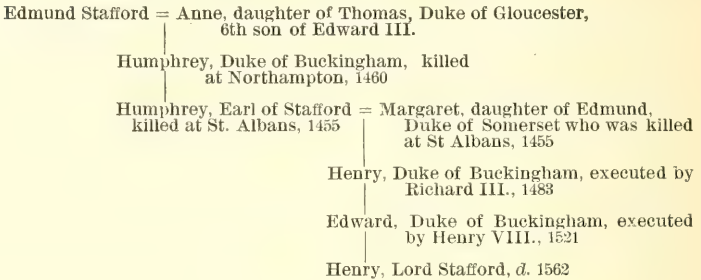 Edmund Stafford = Anne, daughter of Thomas, Duke of Gloucester,
6th son of Edward III.
Humphrey, Duke of Buckingham, killed
at Northampton, 1460
Humphrey, Earl of Stafford = Margaret, daughter of Edmund,
killed at St. Albans, 1455 Duke of Somerset who was killed
at St Albans, 1455
Henry, Duke of Buckingham, executed by
Richard III., 1483
Edward, Duke of Buckingham, executed
by Henry VIII., 1521
Henry, Lord Stafford, d. 1562